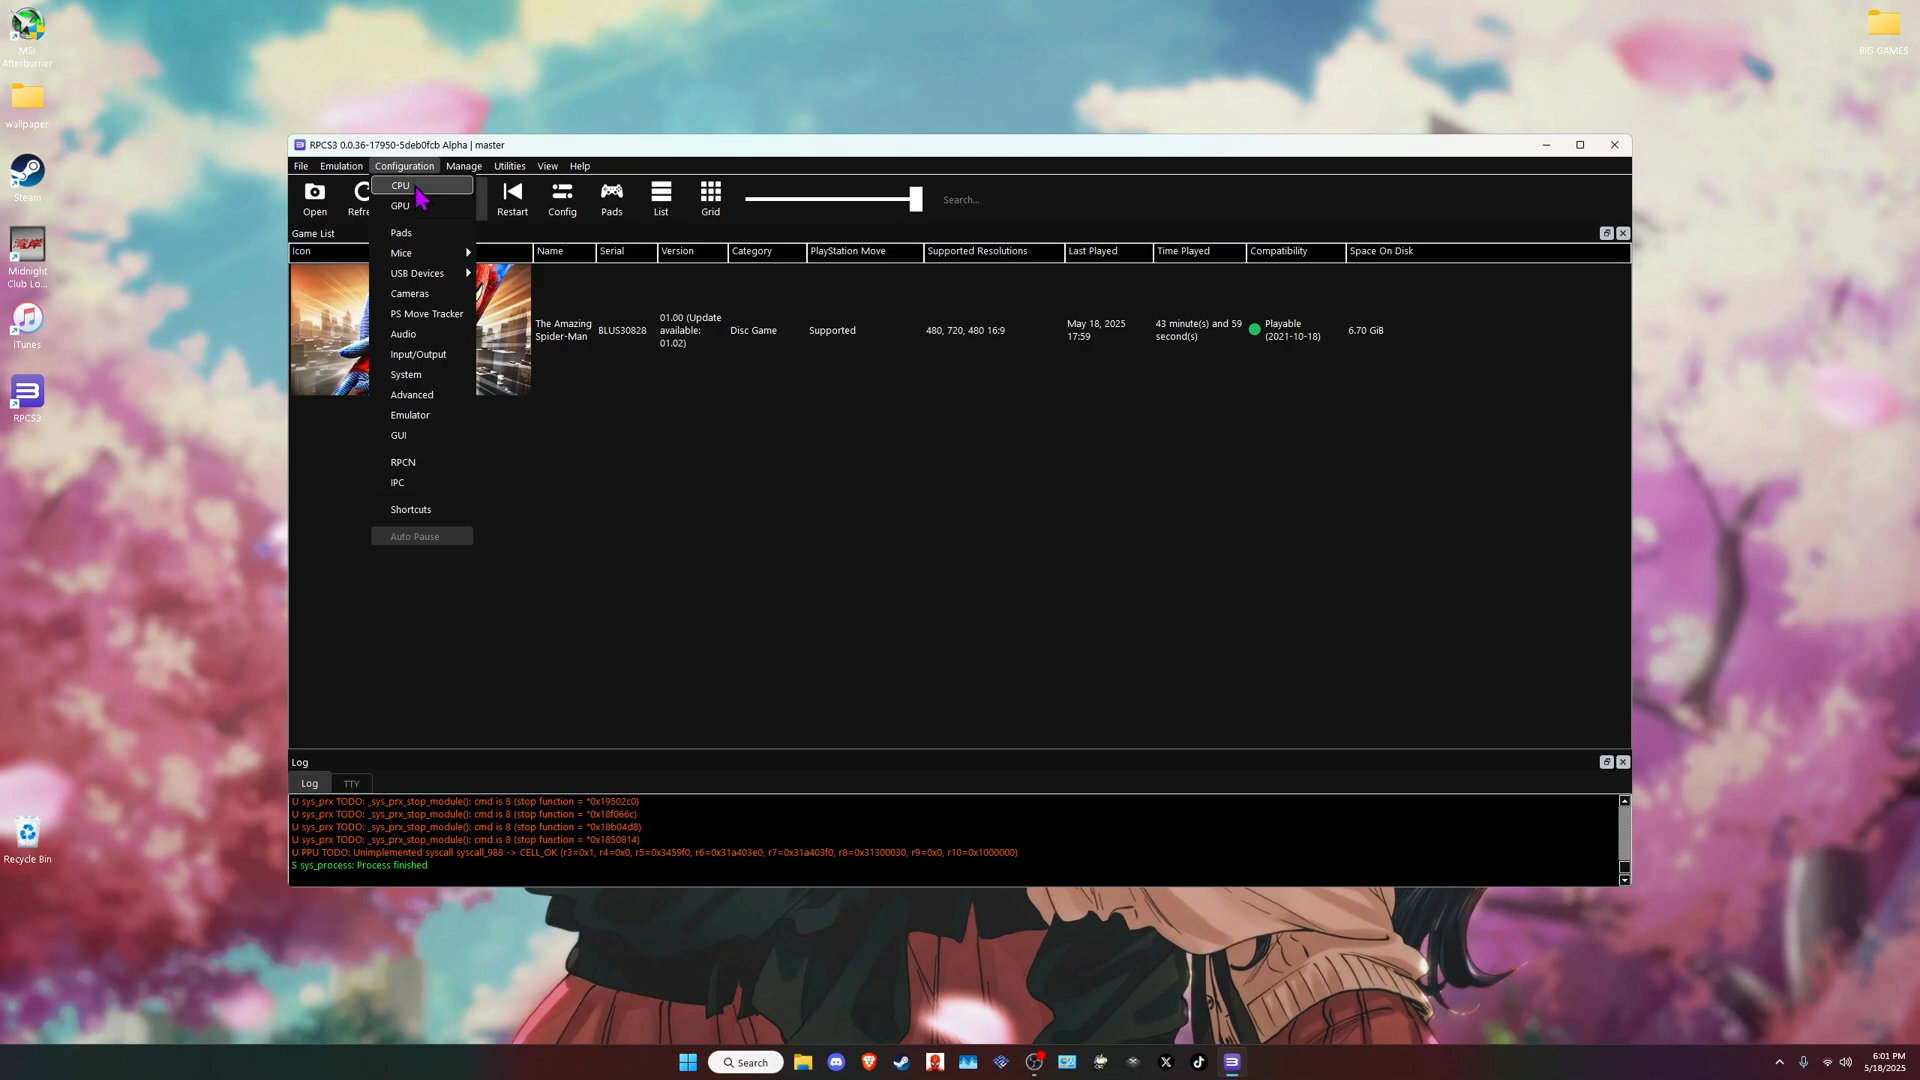 MSI
Afterburner
wallpaper
Steam
Midnight
Club Lo...
iTunes
RPCS3
Recycle Bin
BIG GAMES
RPCS3 0.0.36-17950-5deb0fcb Alpha | master
File Emulation Configuration Manage Utilities View Help
Open Refre Restart Config Pads List Grid Search...
CPU
GPU
Pads
Mice
USB Devices
Cameras
PS Move Tracker
Audio
Input/Output
System
Advanced
Emulator
GUI
RPCN
IPC
Shortcuts
Auto Pause
Game List
Icon Name Serial Version Category PlayStation Move Supported Resolutions Last Played Time Played Compatibility Space On Disk
The Amazing
Spider-Man
BLUS30828
01.00 (Update
available:
01.02)
Disc Game
Supported
480, 720, 480 16:9
May 18, 2025
17:59
43 minute(s) and 59
second(s)
Playable
(2021-10-18)
6.70 GiB
Log
Log TTY
U sys_prx TODO: _sys_prx_stop_module(): cmd is 8 (stop function = *0x19502c0)
U sys_prx TODO: _sys_prx_stop_module(): cmd is 8 (stop function = *0x18f066c)
U sys_prx TODO: _sys_prx_stop_module(): cmd is 8 (stop function = *0x18b04d8)
U sys_prx TODO: _sys_prx_stop_module(): cmd is 8 (stop function = *0x1850814)
U PPU TODO: Unimplemented syscall syscall_988 -> CELL_OK (r3=0x1, r4=0x0, r5=0x3459f0, r6=0x31a403e0, r7=0x31a403f0, r8=0x31300030, r9=0x0, r10=0x1000000)
S sys_process: Process finished
Search
6:01 PM
5/18/2025